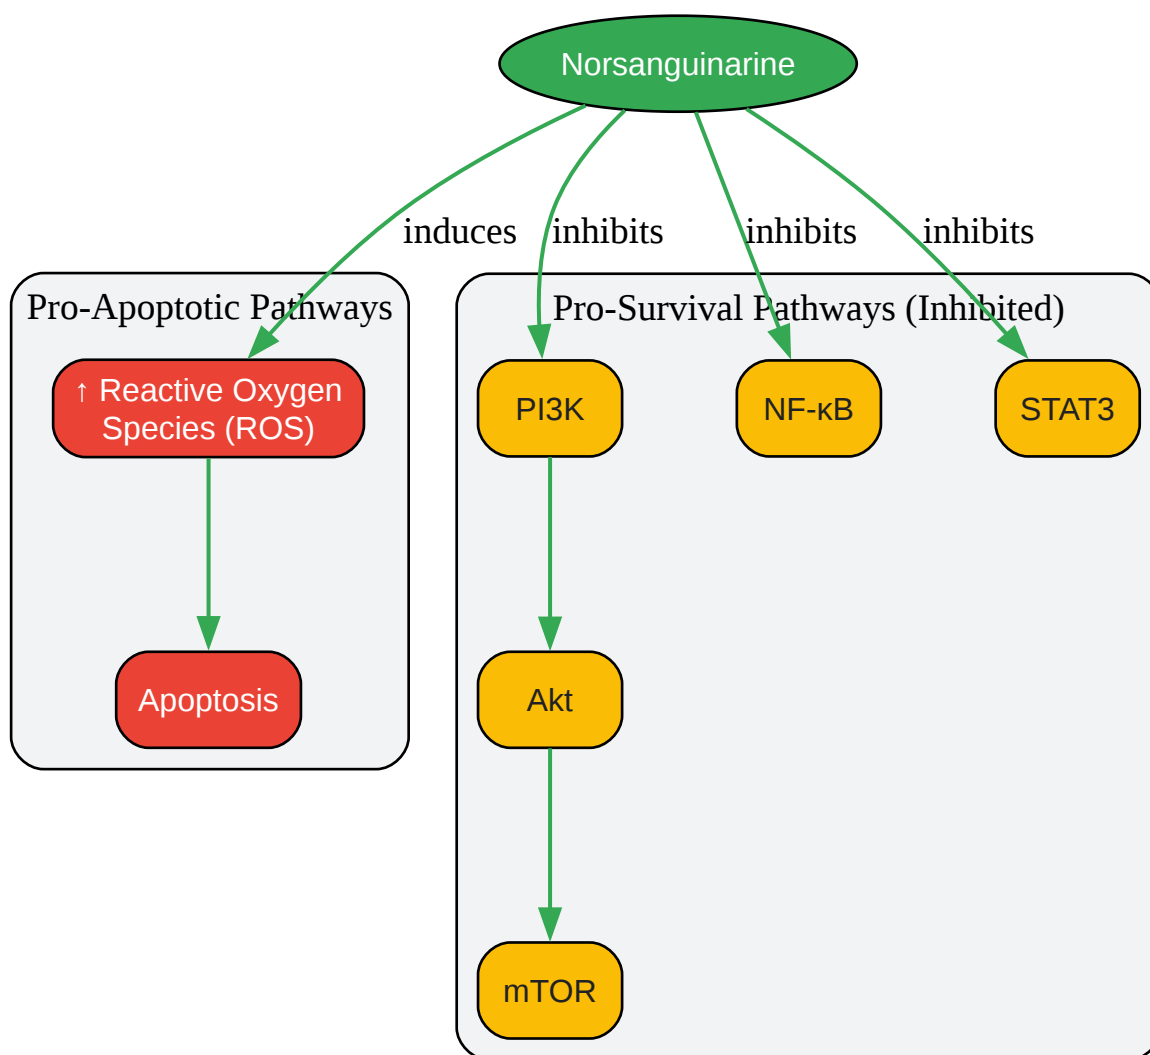 Norsanguinarine
induces
inhibits
inhibits
inhibits
Pro-Apoptotic Pathways
Pro-Survival Pathways (Inhibited)
↑ Reactive Oxygen
Species (ROS)
PI3K
NF-κB
STAT3
Apoptosis
Akt
mTOR